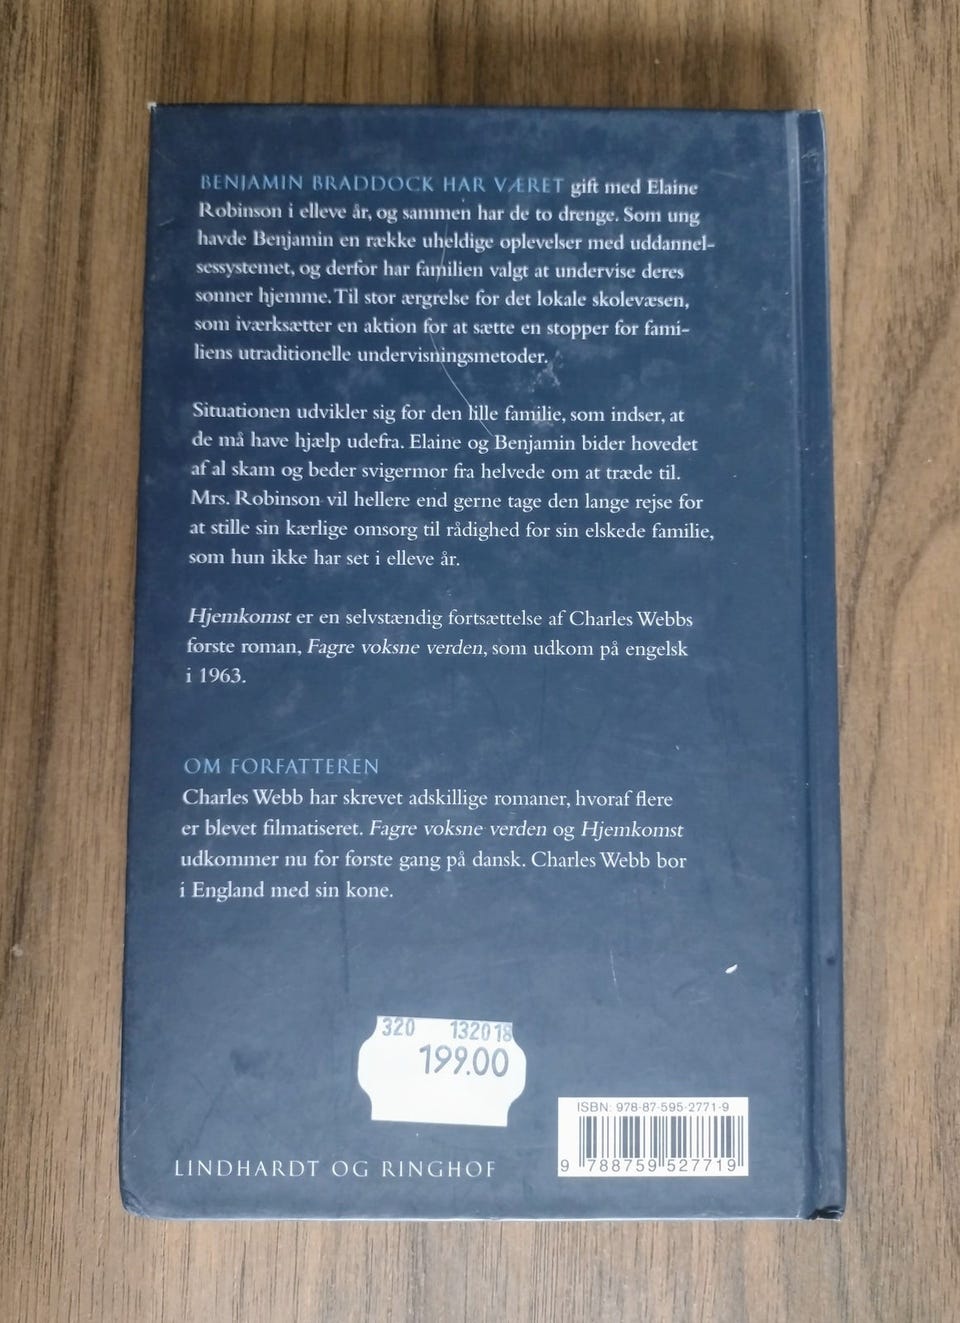 BENJAMIN BRADDOCK HAR VÆRET gift med Elaine
Robinson i elleve år, og sammen har de to drenge. Som ung
havde Benjamin en række uheldige oplevelser med uddannel-
sessystemet, og derfor har familien valgt at undervise deres
sønner hjemme. Til stor ærgrelse for det lokale skolevæsen,
som iværksætter en aktion for at sætte en stopper for fami-
liens utraditionelle undervisningsmetoder.
Situationen udvikler sig for den lille familie, som indser, at
de må have hjælp udefra. Elaine og Benjamin bider hovedet
af al skam og beder svigermor fra helvede om at træde til.
Mrs. Robinson vil hellere end gerne tage den lange rejse for
at stille sin kærlige omsorg til rådighed for sin elskede familie,
som hun ikke har set i elleve år.
Hjemkomst er en selvstændig fortsættelse af Charles Webbs
første roman, Fagre voksne verden, som udkom på engelsk
i 1963.
OM FORFATTEREN
Charles Webb har skrevet adskillige romaner, hvoraf flere
er blevet filmatiseret. Fagre voksne verden og Hjemkomst
udkommer nu for første gang på dansk. Charles Webb bor
i England med sin kone.
320 132018
199.00
ISBN: 978-87-595-2771-9
9 788759 527719
LINDHARDT OG RINGHOF